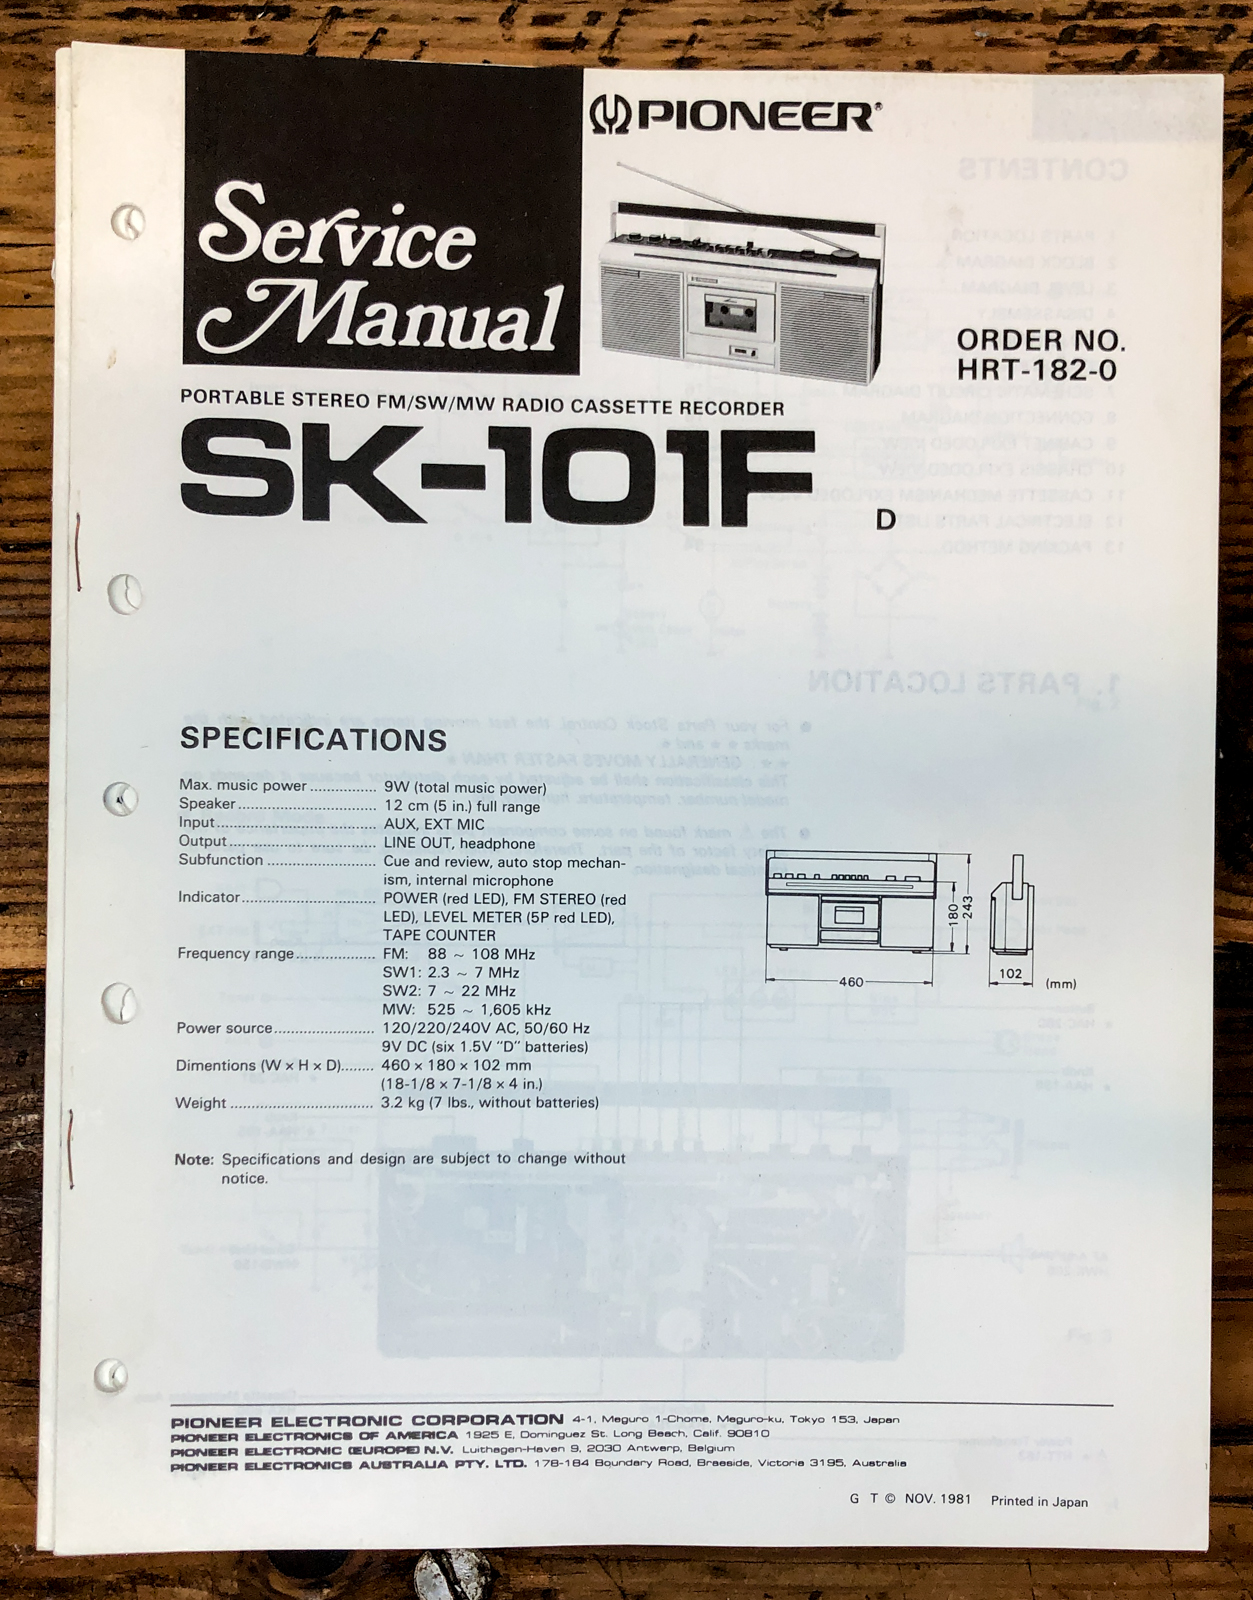 Service
Manual
PIONEER®
ORDER NO.
HRT-182-0
PORTABLE STEREO FM/SW/MW RADIO CASSETTE RECORDER
SK-101F
D
SPECIFICATIONS
Max. music power ................ 9W (total music power)
Speaker ................................. 12 cm (5 in.) full range
Input ....................................... AUX, EXT MIC
Output .................................... LINE OUT, headphone
Subfunction .......................... Cue and review, auto stop mechan-
ism, internal microphone
Indicator ................................ POWER (red LED), FM STEREO (red
LED), LEVEL METER (5P red LED),
TAPE COUNTER
Frequency range ................... FM: 88 ~ 108 MHz
SW1: 2.3 ~ 7 MHz
SW2: 7 ~ 22 MHz
MW: 525 ~ 1,605 kHz
Power source ........................ 120/220/240V AC, 50/60 Hz
9V DC (six 1.5V "D" batteries)
Dimentions (W × H × D) ........ 460 × 180 × 102 mm
(18-1/8 × 7-1/8 × 4 in.)
Weight .................................. 3.2 kg (7 lbs., without batteries)
180
243
460
102
(mm)
Note: Specifications and design are subject to change without
notice.
PIONEER ELECTRONIC CORPORATION 4-1, Meguro 1-Chome, Meguro-ku, Tokyo 153, Japan
PIONEER ELECTRONICS OF AMERICA 1925 E, Dominguez St. Long Beach, Calif. 90810
PIONEER ELECTRONIC (EUROPE) N.V. Luithagen-Haven 9, 2030 Antwerp, Belgium
PIONEER ELECTRONICS AUSTRALIA PTY. LTD. 178-184 Boundary Road, Braeside, Victoria 3195, Australia
G T © NOV. 1981 Printed in Japan